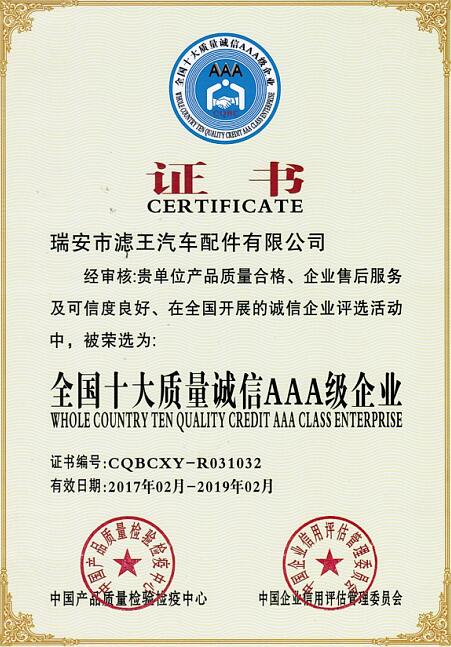 全国十大质量诚信AAA级企业
AAA
CQBC
WHOLE COUNTRY TEN QUALITY CREDIT AAA CLASS ENTERPRISE
证 书
CERTIFICATE
瑞安市滤王汽车配件有限公司
经审核:贵单位产品质量合格、企业售后服务
及可信度良好、在全国开展的诚信企业评选活动
中，被荣选为:
全国十大质量诚信AAA级企业
WHOLE COUNTRY TEN QUALITY CREDIT AAA CLASS ENTERPRISE
证书编号:CQBCXY-R031032
有效日期:2017年02月-2019年02月
中国产品质量检验检疫中心
中国企业信用评估管理委员会
中国产品质量检验检疫中心
中国企业信用评估管理委员会